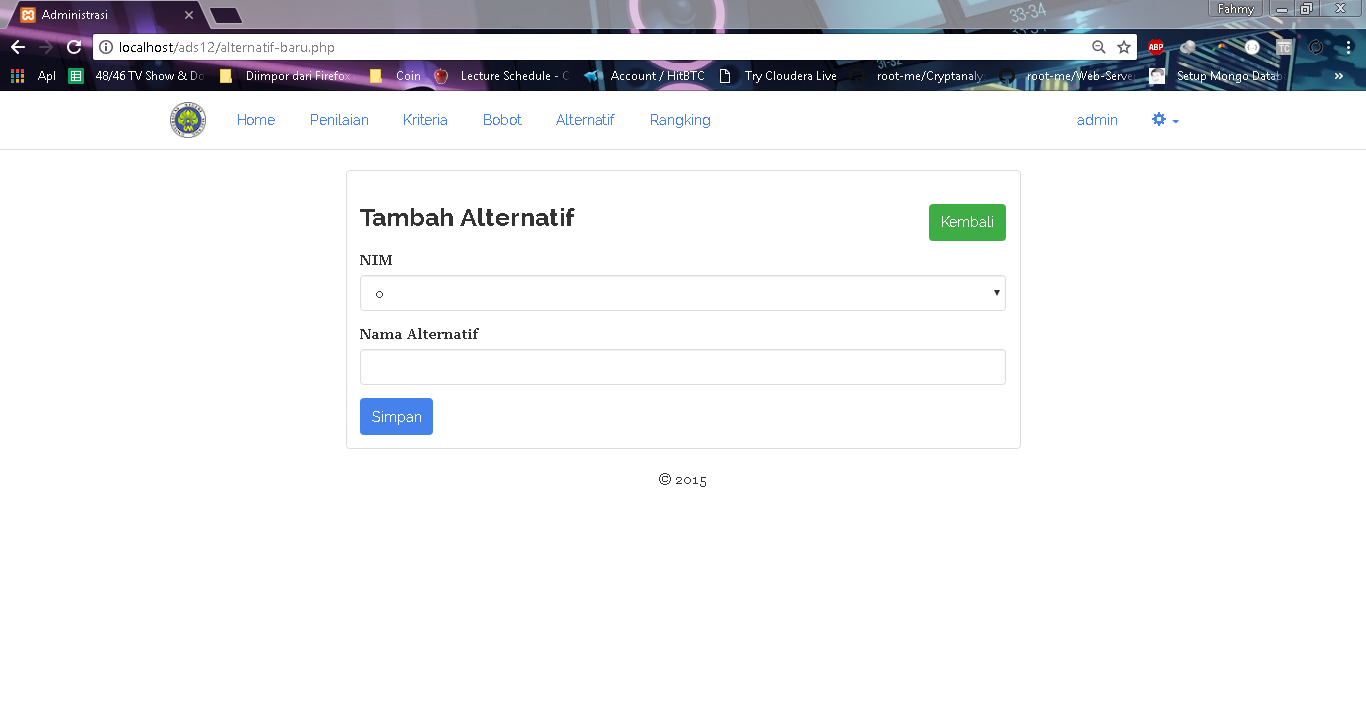 Administrasi
Fahmy
localhost/ads12/alternatif-baru.php
ABP
TC
Apl
48/46 TV Show & Do
Diimpor dari Firefox
Coin
Lecture Schedule - C
Account / HitBTC
Try Cloudera Live
root-me/Cryptanaly
root-me/Web-Server
Setup Mongo Datab
»
Home
Penilaian
Kriteria
Bobot
Alternatif
Rangking
admin
Tambah Alternatif
Kembali
NIM
0
Nama Alternatif
Simpan
© 2015